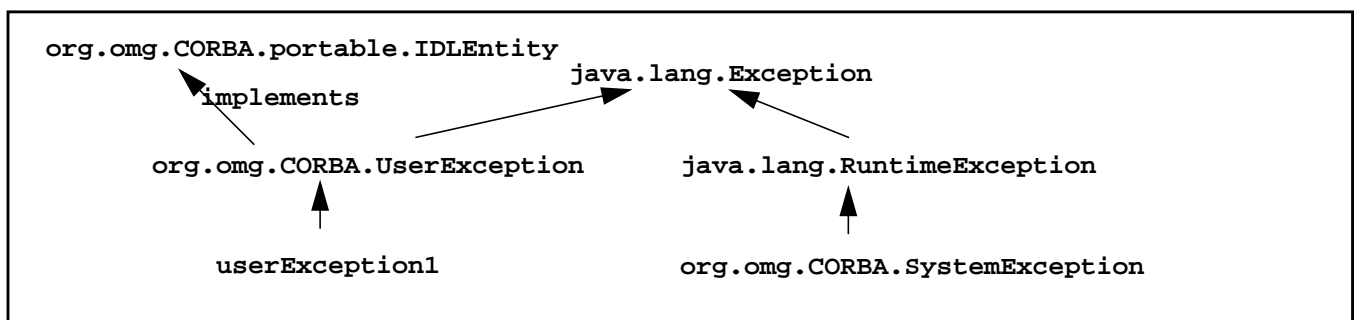 org.omg.CORBA.portable.IDLEntity
java.lang.Exception
implements
org.omg.CORBA.UserException
java.lang.RuntimeException
userException1
org.omg.CORBA.SystemException